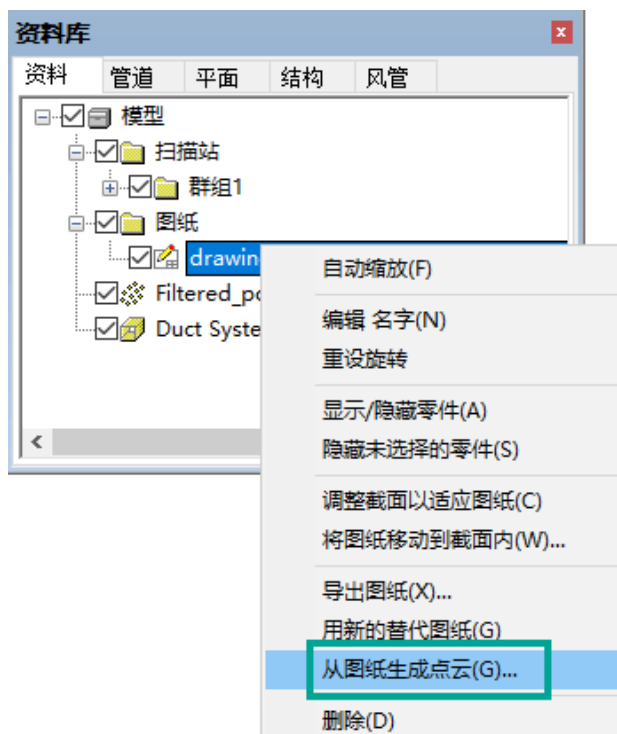 资料库
资料 管道 平面 结构 风管
模型
扫描站
群组1
图纸
drawin
Filtered_po
Duct Syste
自动缩放(F)
编辑 名字(N)
重设旋转
显示/隐藏零件(A)
隐藏未选择的零件(S)
调整截面以适应图纸(C)
将图纸移动到截面内(W)...
导出图纸(X)...
用新的替代图纸(G)
从图纸生成点云(G)...
删除(D)